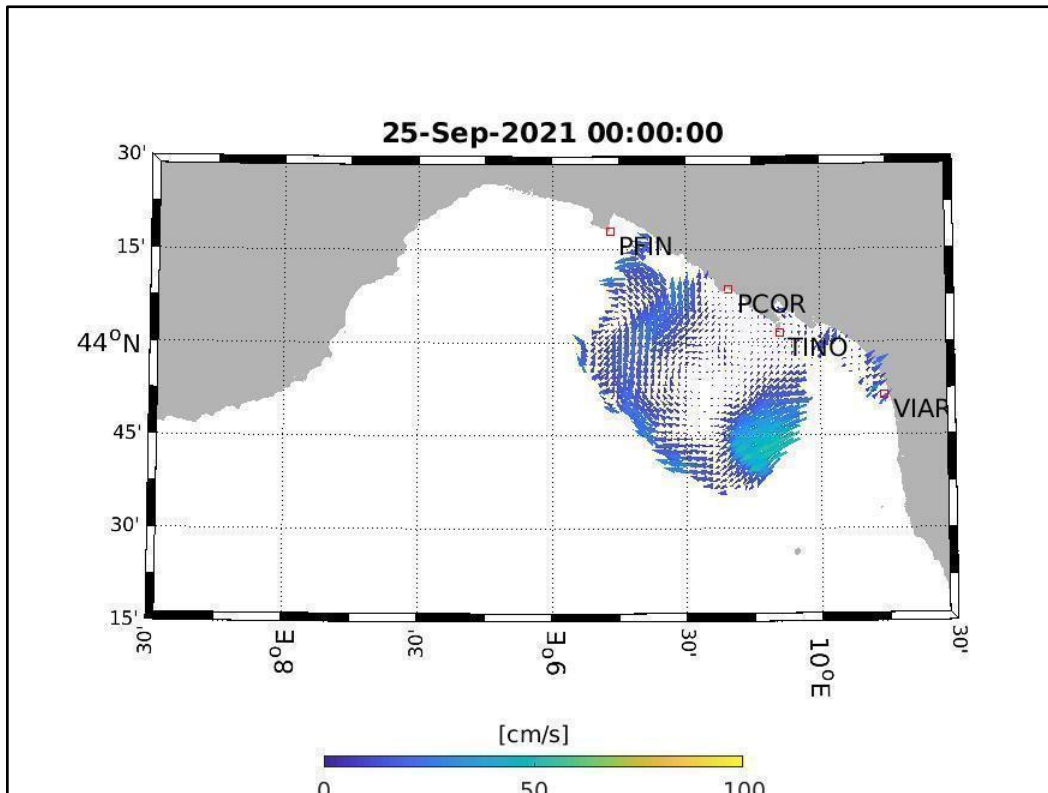 25-Sep-2021 00:00:00
30'
15'
44°N
45'
30'
15'
PFIN
PCOR
TINO
VIAR
30'
8°E
30'
9°E
30'
10°E
30'
[cm/s]
0
50
100